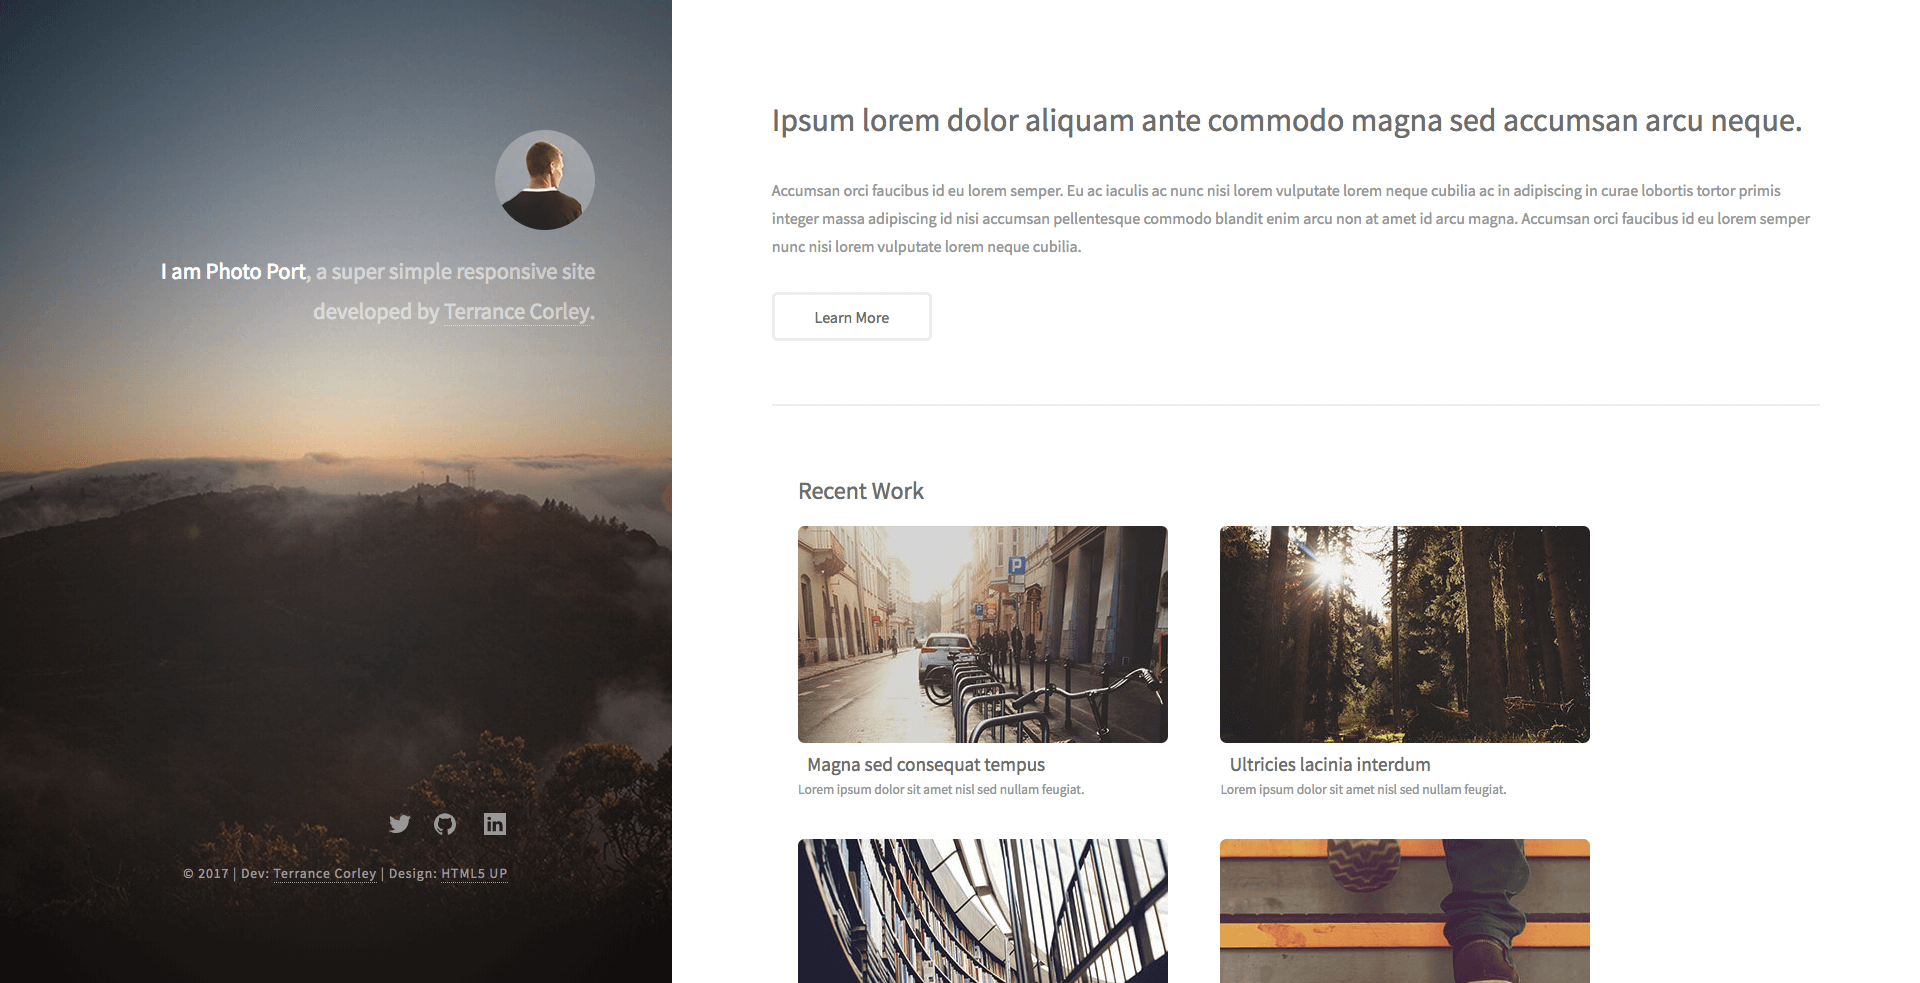 I am Photo Port, a super simple responsive site
developed by Terrance Corley.
© 2017 | Dev: Terrance Corley | Design: HTML5 UP
Ipsum lorem dolor aliquam ante commodo magna sed accumsan arcu neque.
Accumsan orci faucibus id eu lorem semper. Eu ac iaculis ac nunc nisi lorem vulputate lorem neque cubilia ac in adipiscing in curae lobortis tortor primis
integer massa adipiscing id nisi accumsan pellentesque commodo blandit enim arcu non at amet id arcu magna. Accumsan orci faucibus id eu lorem semper
nunc nisi lorem vulputate lorem neque cubilia.
Learn More
Recent Work
P
P
Magna sed consequat tempus
Lorem ipsum dolor sit amet nisl sed nullam feugiat.
Ultricies lacinia interdum
Lorem ipsum dolor sit amet nisl sed nullam feugiat.